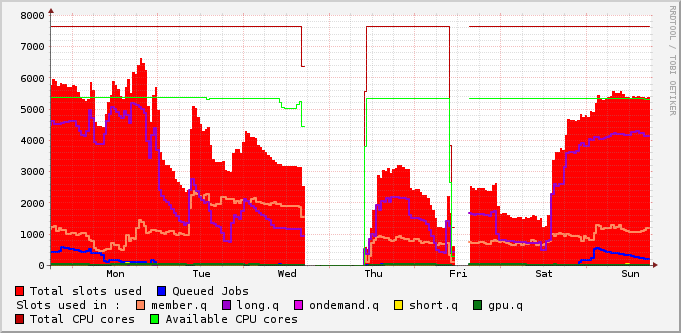 8000
7000
6000
5000
4000
3000
2000
1000
0
Mon Tue Wed Thu Fri Sat Sun
RRDTOOL / TOBI OETIKER
Total slots used Queued Jobs
Slots used in : member.q long.q ondemand.q short.q gpu.q
Total CPU cores Available CPU cores